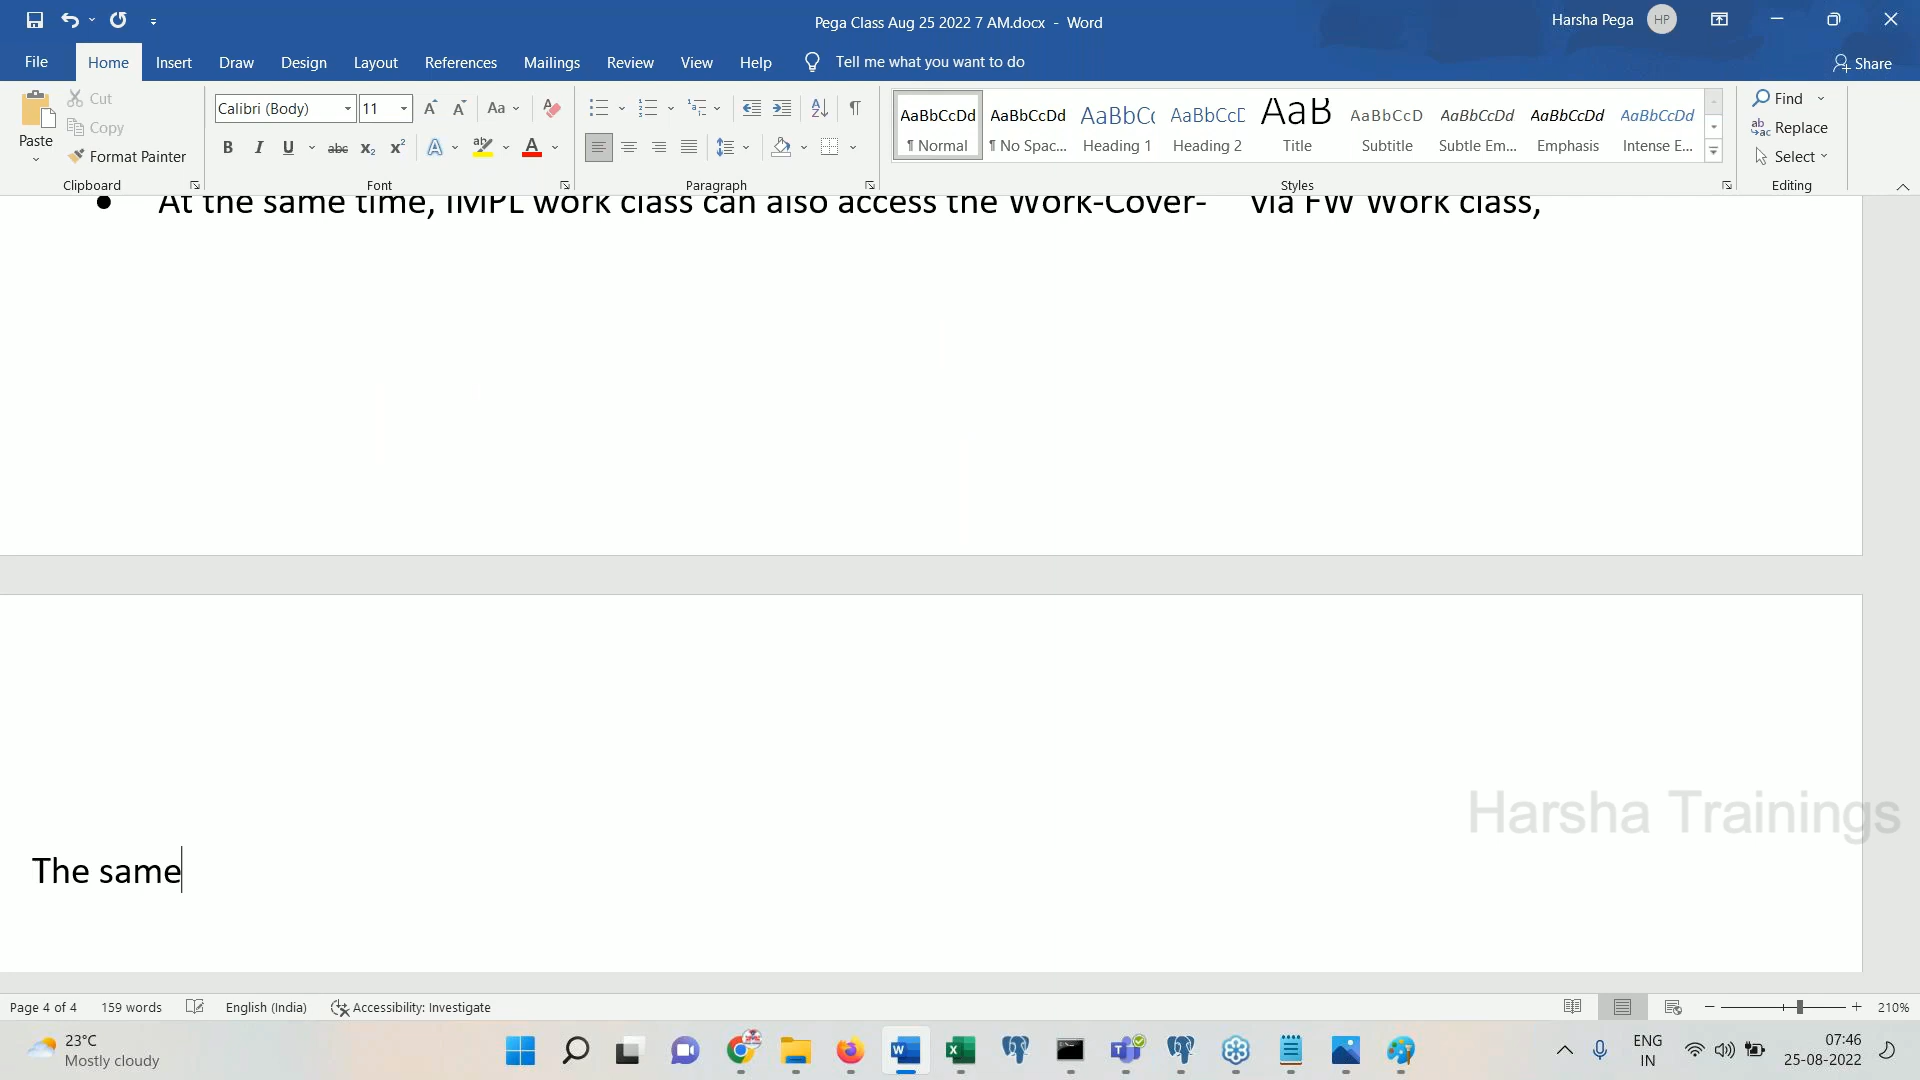 Pega Class Aug 25 2022 7 AM.docx - Word
Harsha Pega
HP
File
Home
Insert
Draw
Design
Layout
References
Mailings
Review
View
Help
Tell me what you want to do
Share
Paste
Cut
Copy
Format Painter
Clipboard
Calibri (Body)
11
Font
Paragraph
AaBbCcDd
¶ Normal
AaBbCcDd
¶ No Spac...
AaBbCc
Heading 1
AaBbCcD
Heading 2
AaB
Title
AaBbCcD
Subtitle
AaBbCcDd
Subtle Em...
AaBbCcDd
Emphasis
AaBbCcDd
Intense E...
Styles
Find
Replace
Select
Editing
● At the same time, IMPL work class can also access the Work-Cover- via FW Work class,
Harsha Trainings
The same
Page 4 of 4
159 words
English (India)
Accessibility: Investigate
210%
23°C
Mostly cloudy
ENG
IN
07:46
25-08-2022